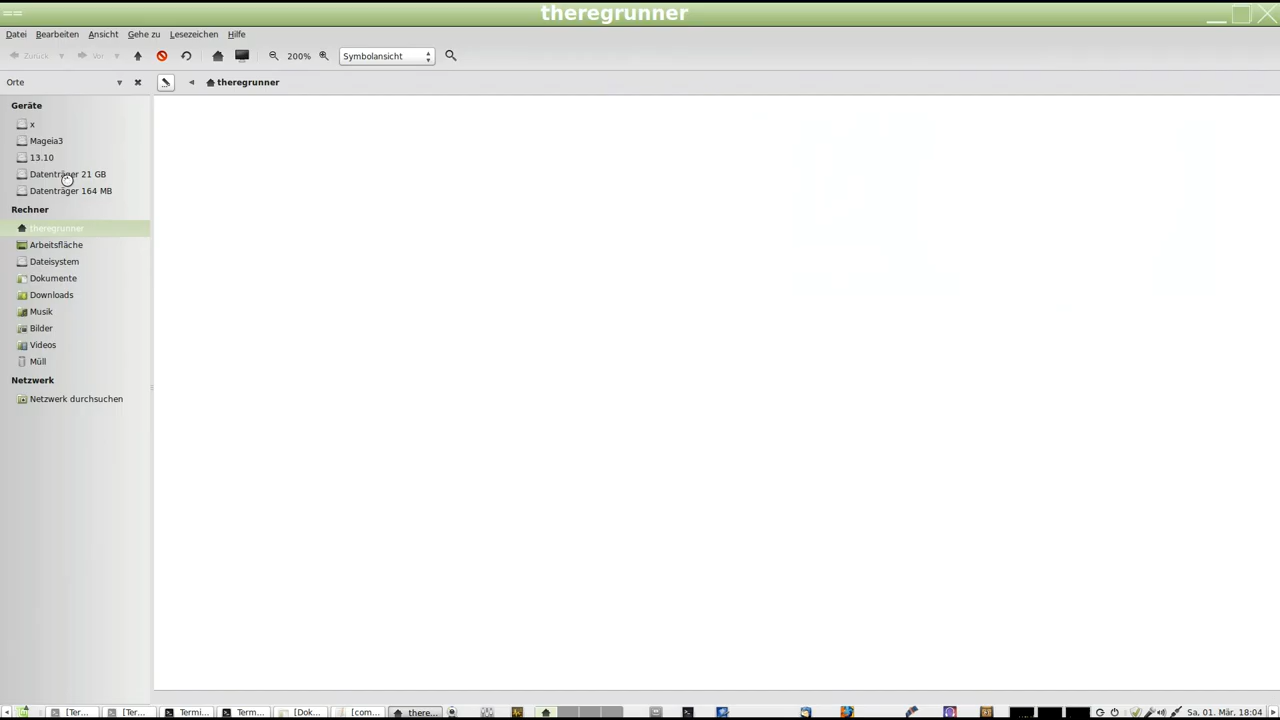 theregrunner
Datei Bearbeiten Ansicht Gehe zu Lesezeichen Hilfe
Zurück Vor 200% Symbolansicht
Orte theregrunner
Geräte
x
Mageia3
13.10
Datenträger 21 GB
Datenträger 164 MB
Rechner
theregrunner
Arbeitsfläche
Dateisystem
Dokumente
Downloads
Musik
Bilder
Videos
Müll
Netzwerk
Netzwerk durchsuchen
[Ter... [Ter... Termi... Term... [Dok... [com... there... Sa, 01. Mär, 18:04